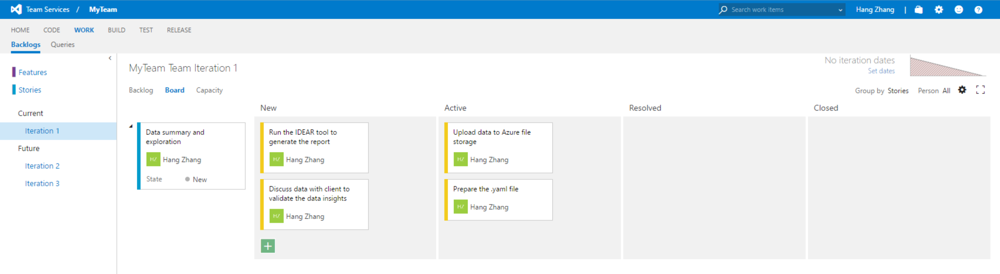 Team Services / MyTeam
Search work items
Hang Zhang |
HOME CODE WORK BUILD TEST RELEASE
Backlogs Queries
Features
Stories
Current
Iteration 1
Future
Iteration 2
Iteration 3
MyTeam Team Iteration 1
No iteration dates
Set dates
Backlog Board Capacity
Group by Stories Person All
New Active Resolved Closed
Data summary and
exploration
HZ Hang Zhang
State New
Run the IDEAR tool to
generate the report
HZ Hang Zhang
Discuss data with client to
validate the data insights
HZ Hang Zhang
Upload data to Azure file
storage
HZ Hang Zhang
Prepare the .yaml file
HZ Hang Zhang